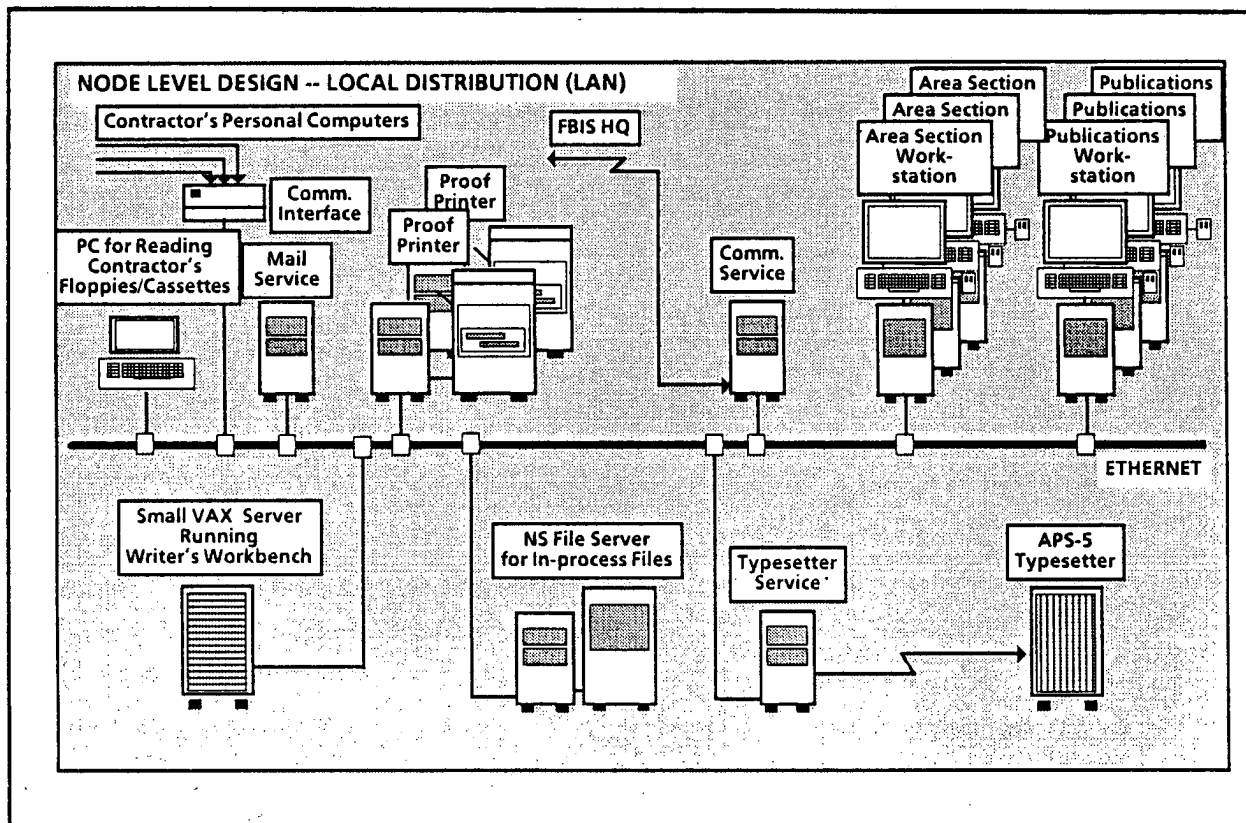 NODE LEVEL DESIGN -- LOCAL DISTRIBUTION (LAN)
Contractor's Personal Computers
Comm.
Interface
PC for Reading
Contractor's
Floppies/Cassettes
Mail
Service
Proof
Printer
Proof
Printer
FBIS HQ
Comm.
Service
Area Section
Area Section
Area Section
Work-
station
Publications
Publications
Publications
Work-
station
ETHERNET
Small VAX Server
Running
Writer's Workbench
NS File Server
for In-process Files
Typesetter
Service
APS-5
Typesetter